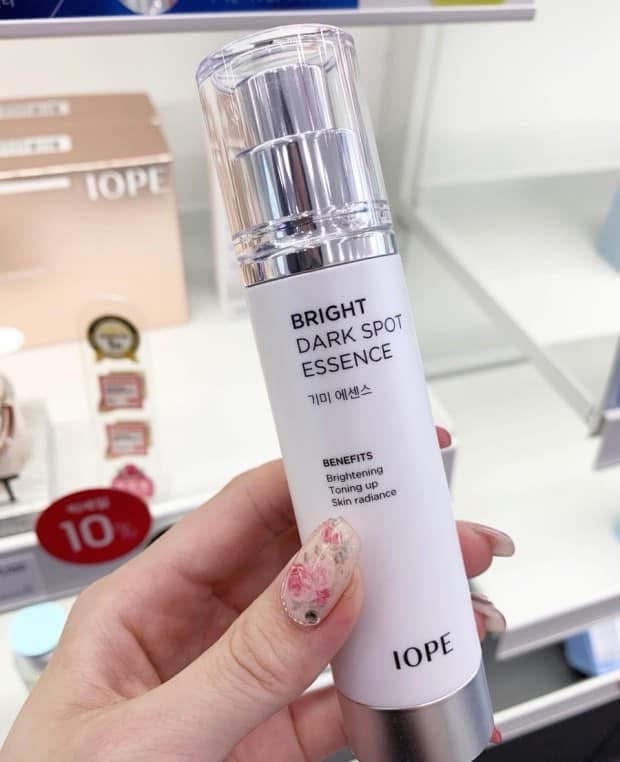 IOPE
BRIGHT
DARK SPOT
ESSENCE
기미 에센스
BENEFITS
Brightening
Toning up
Skin radiance
IOPE
10%